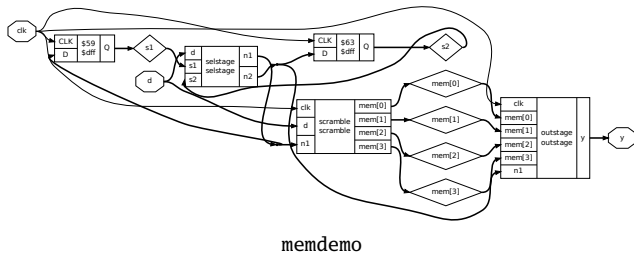 clk
CLK $59 Q
D $dff
s1
d
d selstage n1
s1 selstage
s2 n2
CLK $63 Q
D $dff
s2
clk scramble mem[0]
d scramble mem[1]
mem[2]
n1 mem[3]
mem[0]
mem[1]
mem[2]
mem[3]
clk
mem[0]
mem[1] outstage y
mem[2] outstage
mem[3]
n1
y
memdemo